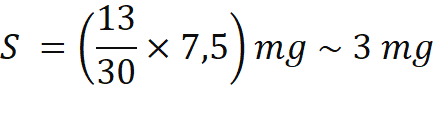 S = (13/30 × 7,5) mg ~ 3 mg